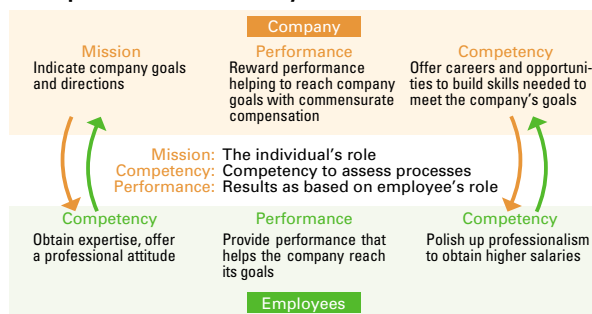 Company
Mission
Indicate company goals
and directions
Performance
Reward performance
helping to reach company
goals with commensurate
compensation
Competency
Offer careers and opportuni-
ties to build skills needed to
meet the company's goals
Mission: The individual's role
Competency: Competency to assess processes
Performance: Results as based on employee's role
Competency
Obtain expertise, offer
a professional attitude
Performance
Provide performance that
helps the company reach
its goals
Competency
Polish up professionalism
to obtain higher salaries
Employees